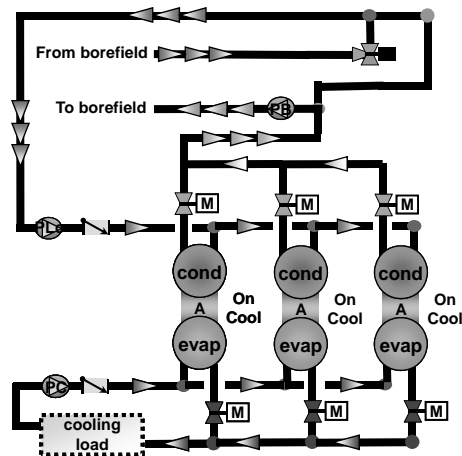 From borefield
To borefield
PB
M
M
M
cond
cond
cond
A
A
A
On
Cool
On
Cool
On
Cool
evap
evap
evap
PC
M
M
M
cooling
load